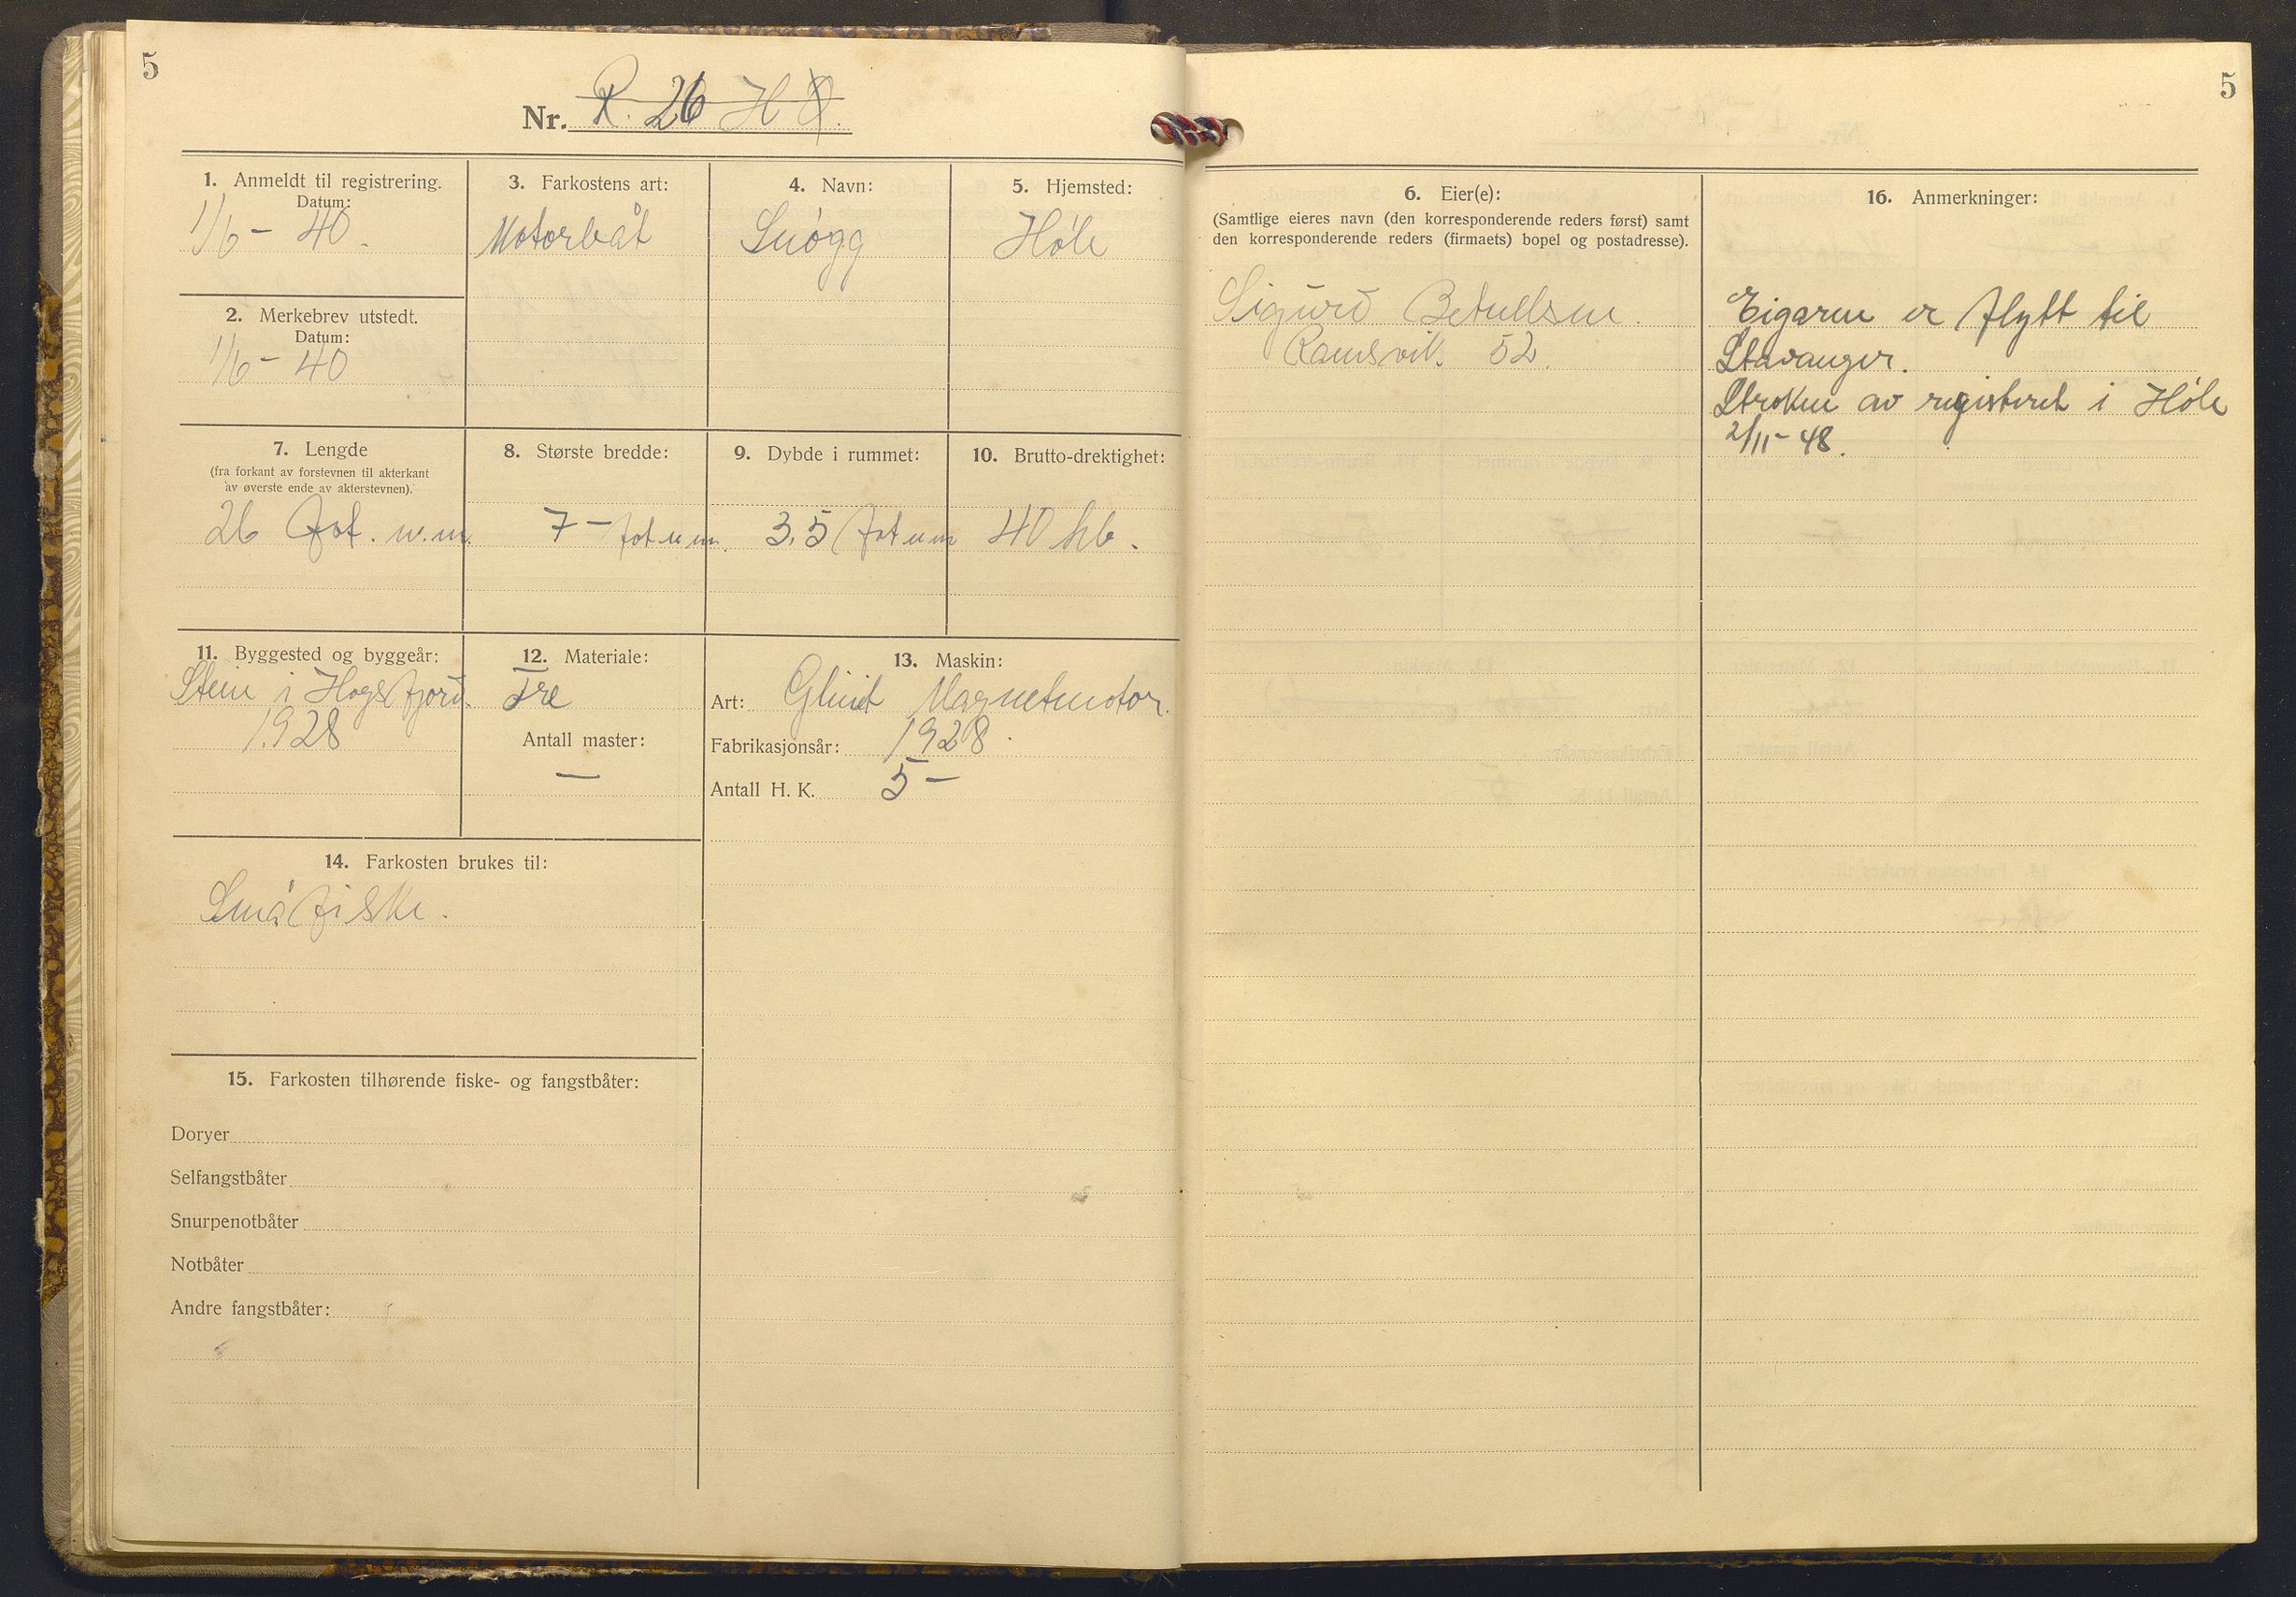 5
Nr. R. 26 HØ.
1. Anmeldt til registrering.
Datum:
1/6 - 40.
2. Merkebrev utstedt.
Datum:
1/6 - 40
3. Farkostens art:
Motorbåt
4. Navn:
Snøgg
5. Hjemsted:
Høle
7. Lengde
(fra forkant av forstevnen til akterkant
av øverste ende av akterstevnen).
26 fot. u.m.
8. Største bredde:
7 - fot u m.
9. Dybde i rummet:
3.5 fot u m
10. Brutto-drektighet:
40 hl.
11. Byggested og byggeår:
i Høgsfjord.
1928
12. Materiale:
Tre
Antall master:
—
13. Maskin:
Art: Glint Magnetmotor.
Fabrikasjonsår: 1928.
Antall H. K. 5 -
14. Farkosten brukes til:
Småfiske.
15. Farkosten tilhørende fiske- og fangstbåter:
Doryer
Selfangstbåter
Snurpenotbåter
Notbåter
Andre fangstbåter:
5
6. Eier(e):
(Samtlige eieres navn (den korresponderende reders først) samt
den korresponderende reders (firmaets) bopel og postadresse).
Sigurd Betuelsen.
Ramsvik. 52.
16. Anmerkninger:
Eigaren er flytt til
Stavanger.
Stroken av registeret i Høle
2/11 - 48.